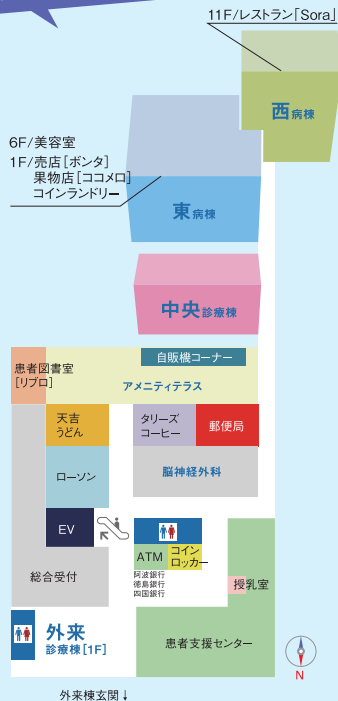 11F/レストラン｢Sora｣
西病棟
6F/美容室
1F/売店[ボンタ]
果物店[ココメロ]
コインランドリー
東病棟
中央診療棟
自販機コーナー
患者図書室
[リブロ]
アメニティテラス
天吉
うどん
タリーズ
コーヒー
郵便局
ローソン
脳神経外科
EV
ATM
コイン
ロッカー
阿波銀行
徳島銀行
四国銀行
総合受付
授乳室
外来
診療棟[1F]
患者支援センター
N
外来棟玄関↓